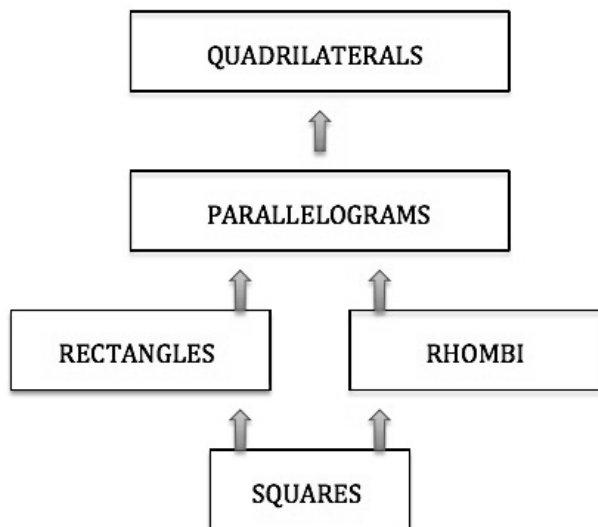 QUADRILATERALS
PARALLELOGRAMS
RECTANGLES
RHOMBI
SQUARES